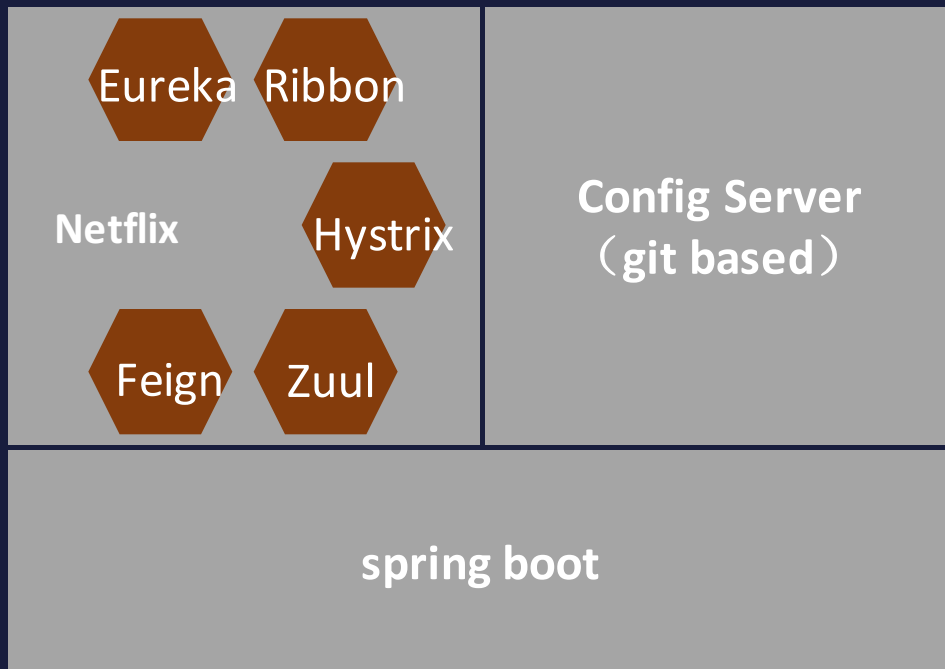 Eureka
Ribbon
Netflix
Hystrix
Feign
Zuul
Config Server
（git based）
spring boot